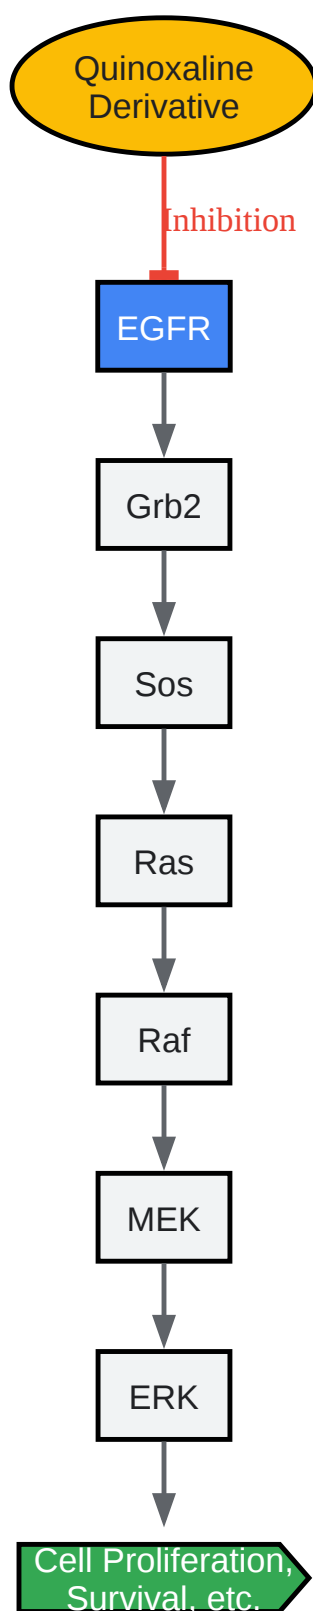 Quinoxaline
Derivative
Inhibition
EGFR
Grb2
Sos
Ras
Raf
MEK
ERK
Cell Proliferation,
Survival, etc.